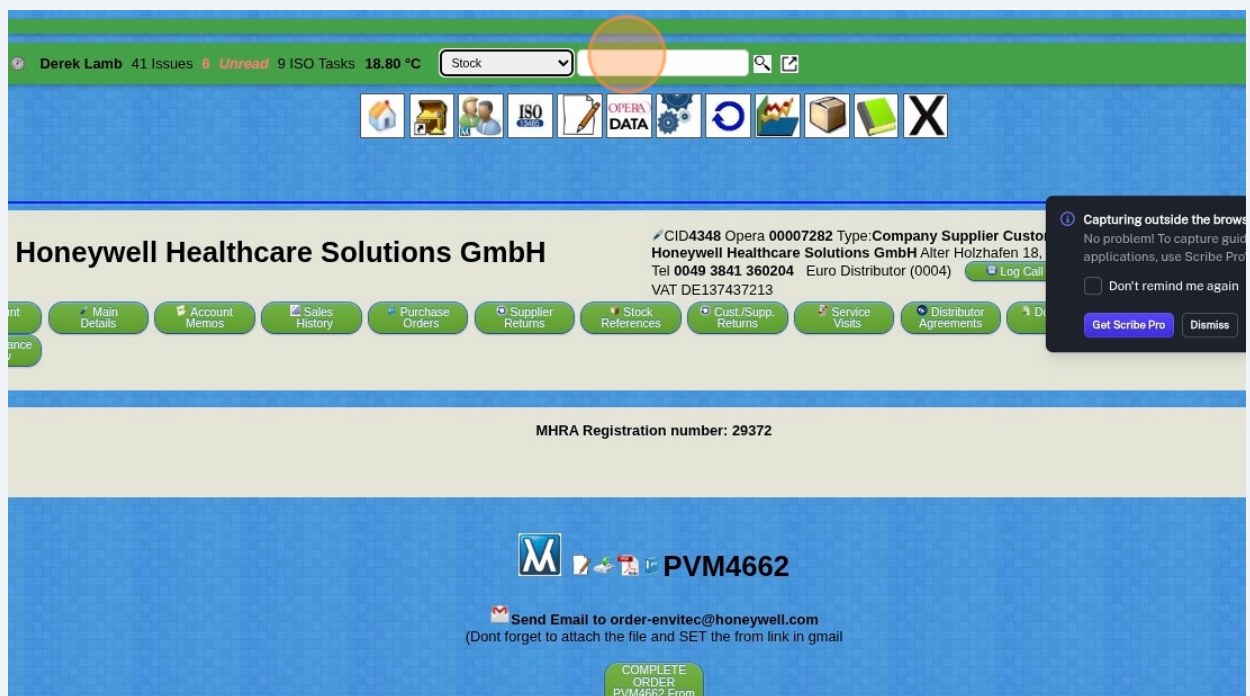 Derek Lamb 41 Issues 6 Unread 9 ISO Tasks 18.80 °C Stock
M ISO 13485 OPERA DATA X
Honeywell Healthcare Solutions GmbH
CID4348 Opera 00007282 Type:Company Supplier Custo
Honeywell Healthcare Solutions GmbH Alter Holzhafen 18,
Tel 0049 3841 360204 Euro Distributor (0004) Log Call
VAT DE137437213
Capturing outside the brows
No problem! To capture guid
applications, use Scribe Pro
Don't remind me again
Get Scribe Pro Dismiss
Main Details
Account Memos
Sales History
Purchase Orders
Supplier Returns
Stock References
Cust./Supp. Returns
Service Visits
Distributor Agreements
MHRA Registration number: 29372
PVM4662
Send Email to order-envitec@honeywell.com
(Dont forget to attach the file and SET the from link in gmail
COMPLETE
ORDER
PVM4662 From